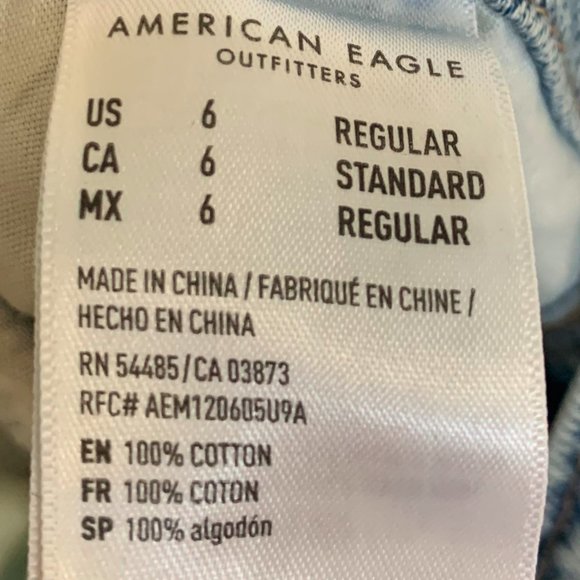 AMERICAN EAGLE
OUTFITTERS
US 6 REGULAR
CA 6 STANDARD
MX 6 REGULAR
MADE IN CHINA / FABRIQUÉ EN CHINE /
HECHO EN CHINA
RN 54485/CA 03873
RFC# AEM120605U9A
EN 100% COTTON
FR 100% COTON
SP 100% algodón